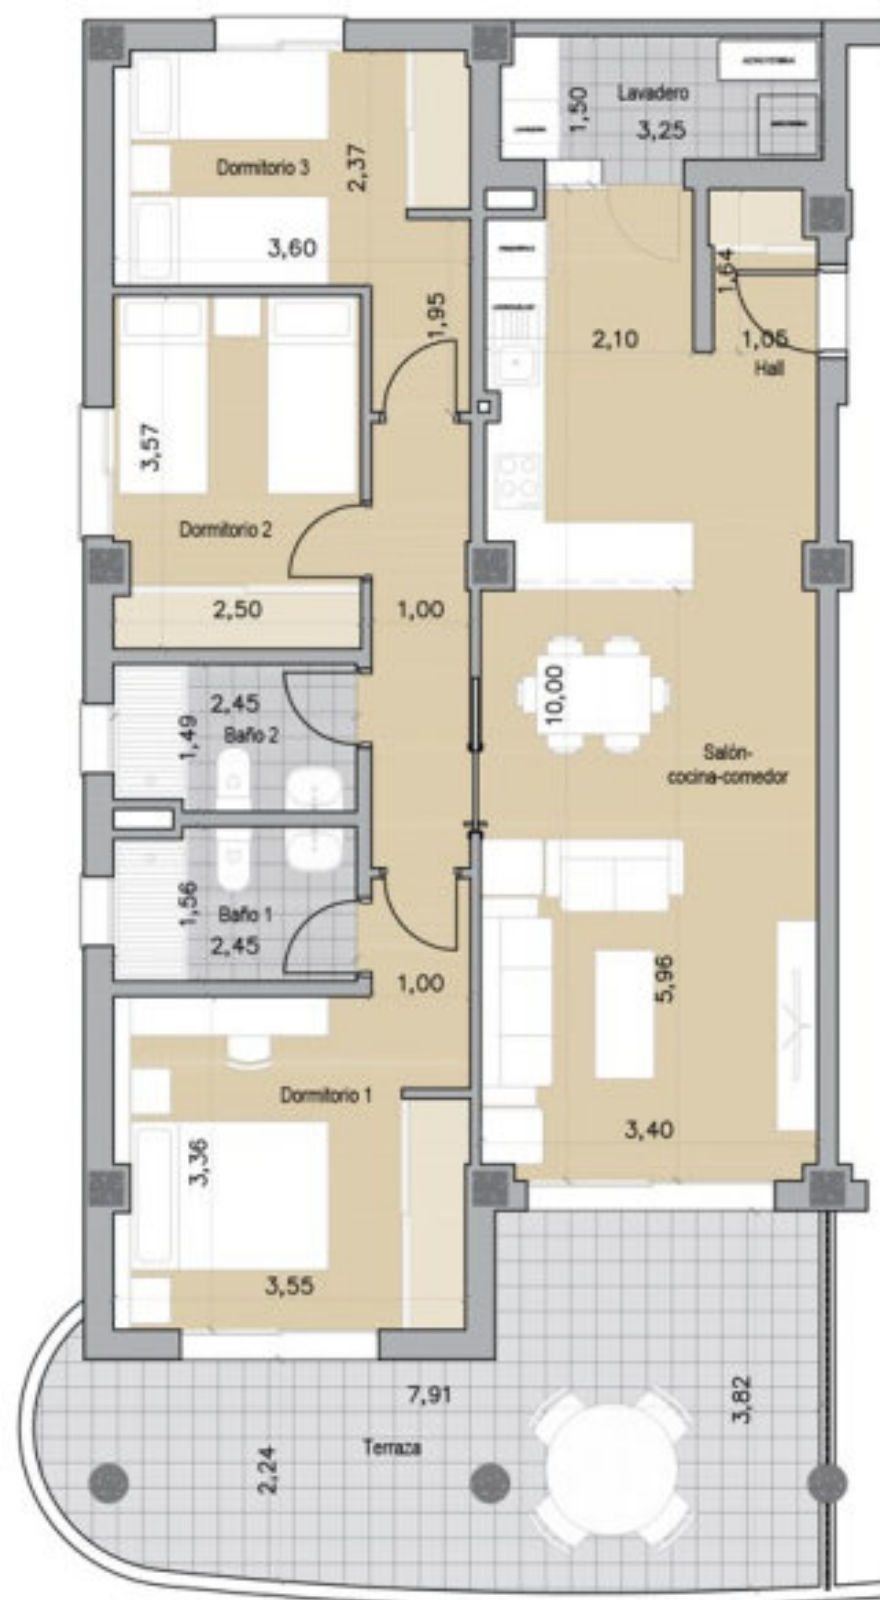 Lavadero
1,50
3,25
Dormitorio 3
2,37
3,60
1,64
1,95
2,10
1,05
Hall
3,57
Dormitorio 2
2,50
1,00
2,45
1,49
Baño 2
10,00
Salón-
cocina-comedor
1,56
Baño 1
2,45
1,00
5,96
Dormitorio 1
3,36
3,40
3,55
7,91
3,82
Terraza
2,24